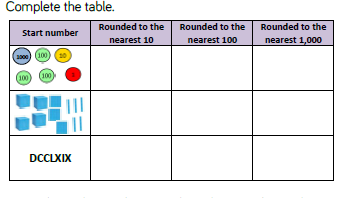 Complete the table.
Start number
Rounded to the nearest 10
Rounded to the nearest 100
Rounded to the nearest 1,000
1000 100 10
100 100
DCCLXIX